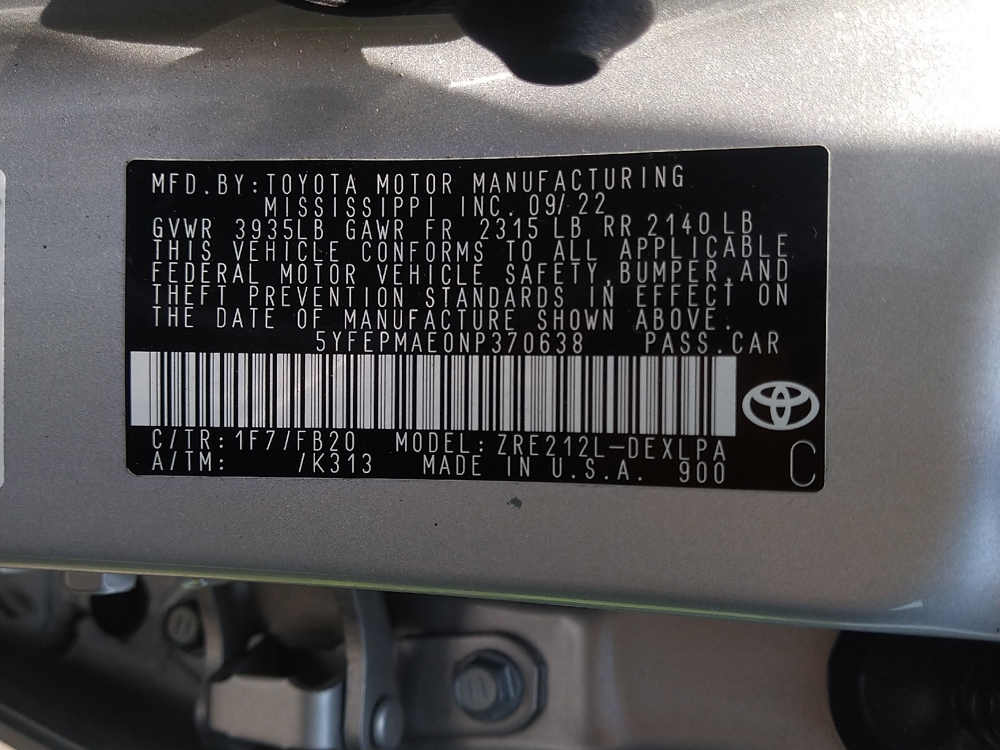 MFD.BY:TOYOTA MOTOR MANUFACTURING
MISSISSIPPI INC. 09/22
GVWR 3935LB GAWR FR 2315 LB RR 2140 LB
THIS VEHICLE CONFORMS TO ALL APPLICABLE
FEDERAL MOTOR VEHICLE SAFETY,BUMPER,AND
THEFT PREVENTION STANDARDS IN EFFECT ON
THE DATE OF MANUFACTURE SHOWN ABOVE.
5YFEPMAE0NP370638 PASS.CAR
C/TR:1F7/FB20 MODEL:ZRE212L-DEXLPA
A/TM: /K313 MADE IN U.S.A. 900
C